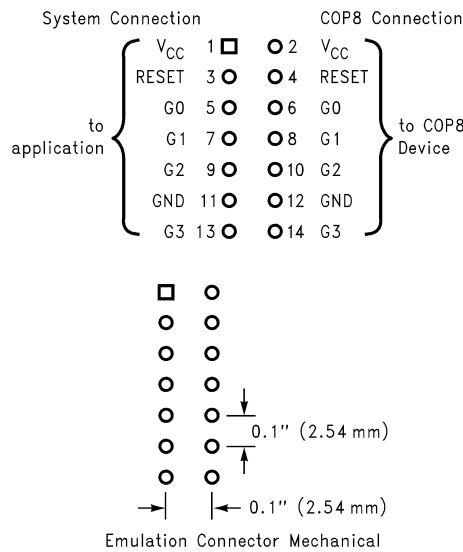 System Connection COP8 Connection
VCC 1 2 VCC
RESET 3 4 RESET
G0 5 6 G0
to application
G1 7 8 G1
to COP8 Device
G2 9 10 G2
GND 11 12 GND
G3 13 14 G3
0.1" (2.54 mm)
0.1" (2.54 mm)
Emulation Connector Mechanical